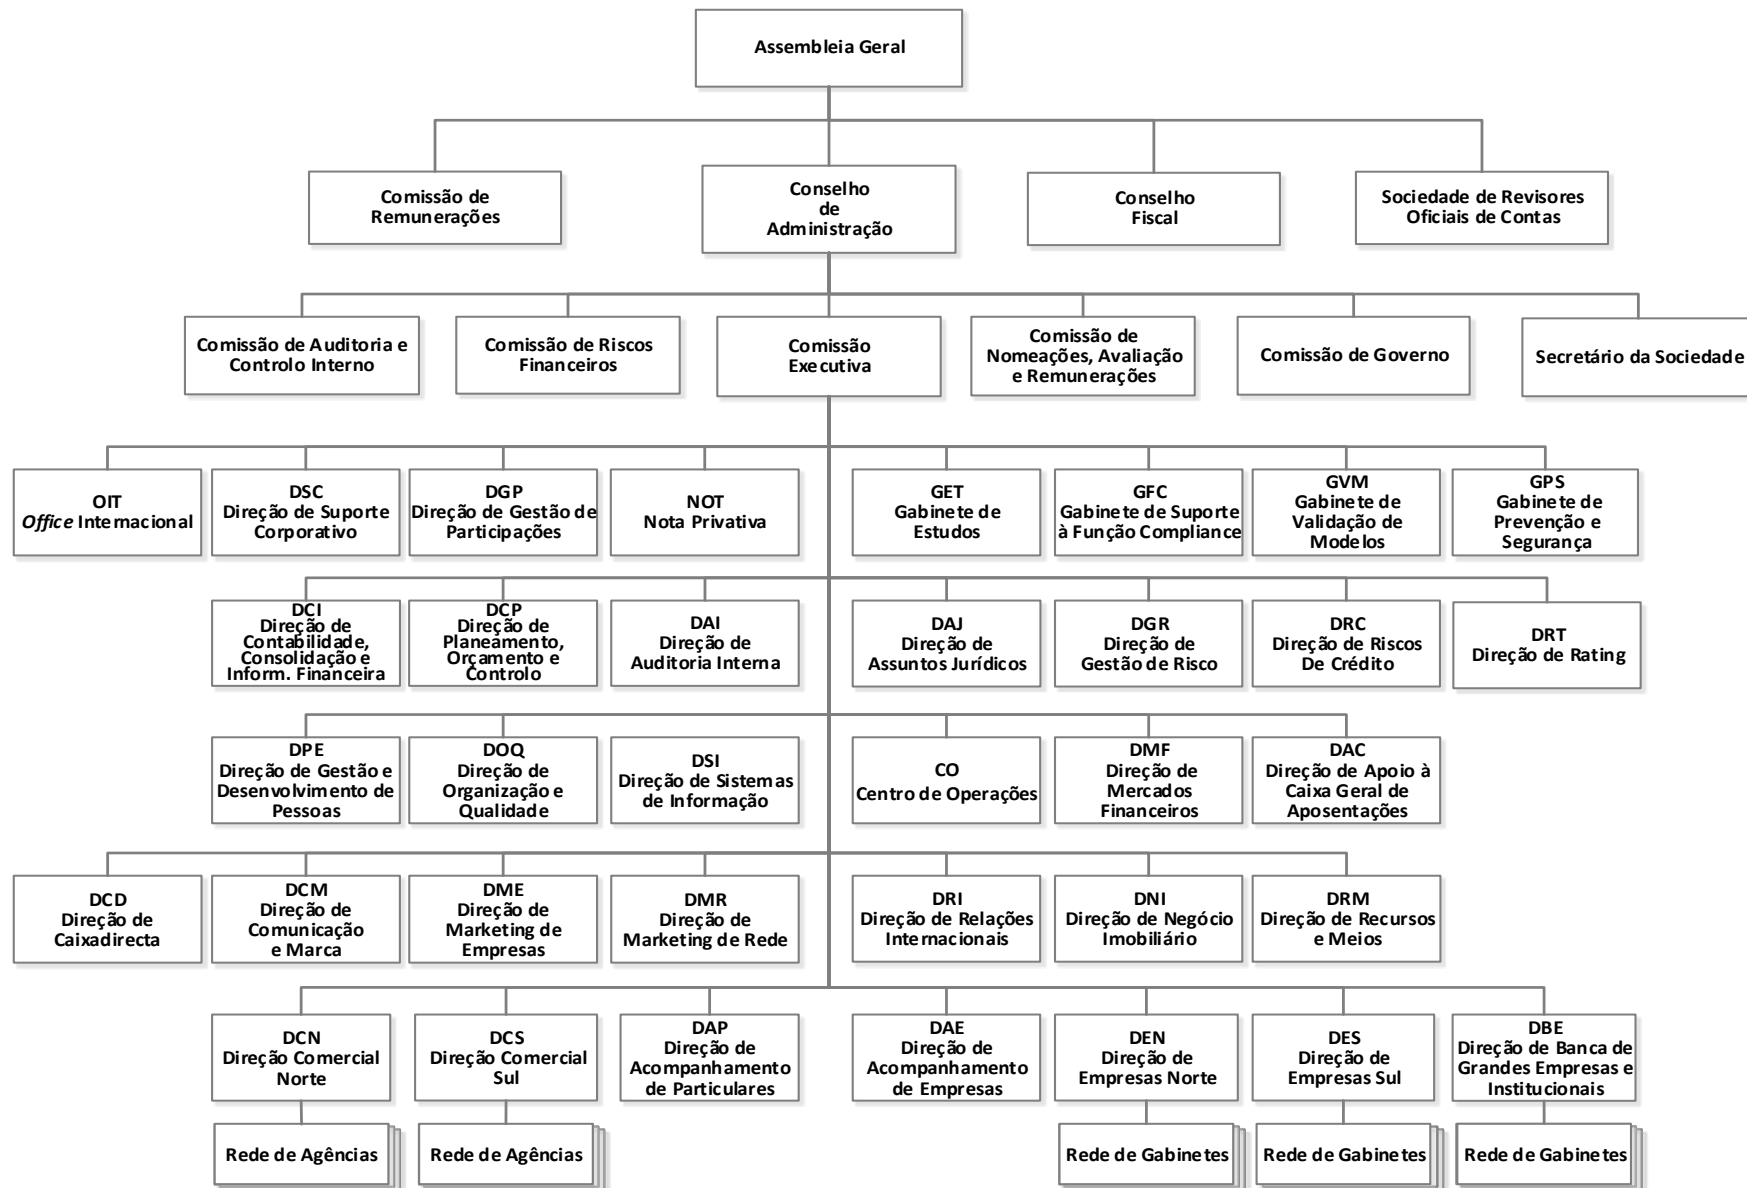 Assembleia Geral
Comissão de
Remunerações
Conselho
de
Administração
Conselho
Fiscal
Sociedade de Revisores
Oficiais de Contas
Comissão de Auditoria e
Controlo Interno
Comissão de Riscos
Financeiros
Comissão
Executiva
Comissão de
Nomeações, Avaliação
e Remunerações
Comissão de Governo
Secretário da Sociedade
OIT
Office Internacional
DSC
Direção de Suporte
Corporativo
DGP
Direção de Gestão de
Participações
NOT
Nota Privativa
GET
Gabinete de
Estudos
GFC
Gabinete de Suporte
à Função Compliance
GVM
Gabinete de
Validação de
Modelos
GPS
Gabinete de
Prevenção e
Segurança
DCI
Direção de
Contabilidade,
Consolidação e
Inform. Financeira
DCP
Direção de
Planeamento,
Orçamento e
Controlo
DAI
Direção de
Auditoria Interna
DAJ
Direção de
Assuntos Jurídicos
DGR
Direção de
Gestão de Risco
DRC
Direção de Riscos
De Crédito
DRT
Direção de Rating
DPE
Direção de Gestão e
Desenvolvimento de
Pessoas
DOQ
Direção de
Organização e
Qualidade
DSI
Direção de Sistemas
de Informação
CO
Centro de Operações
DMF
Direção de
Mercados
Financeiros
DAC
Direção de Apoio à
Caixa Geral de
Aposentações
DCD
Direção de
Caixadirecta
DCM
Direção de
Comunicação
e Marca
DME
Direção de
Marketing de
Empresas
DMR
Direção de
Marketing de Rede
DRI
Direção de Relações
Internacionais
DNI
Direção de Negócio
Imobiliário
DRM
Direção de Recursos
e Meios
DCN
Direção Comercial
Norte
DCS
Direção Comercial
Sul
DAP
Direção de
Acompanhamento
de Particulares
DAE
Direção de
Acompanhamento
de Empresas
DEN
Direção de
Empresas Norte
DES
Direção de
Empresas Sul
DBE
Direção de Banca de
Grandes Empresas e
Institucionais
Rede de Agências
Rede de Agências
Rede de Gabinetes
Rede de Gabinetes
Rede de Gabinetes